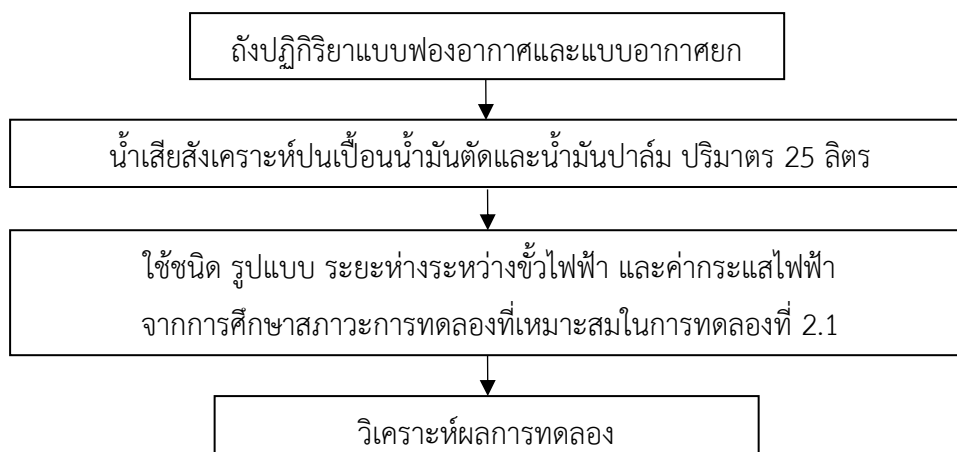 ถังปฏิกิริยาแบบฟองอากาศและแบบอากาศยก
น้ำเสียสังเคราะห์ปนเปื้อนน้ำมันตัดและน้ำมันปาล์ม ปริมาตร 25 ลิตร
ใช้ชนิด รูปแบบ ระยะห่างระหว่างขั้วไฟฟ้า และค่ากระแสไฟฟ้า
จากการศึกษาสภาวะการทดลองที่เหมาะสมในการทดลองที่ 2.1
วิเคราะห์ผลการทดลอง